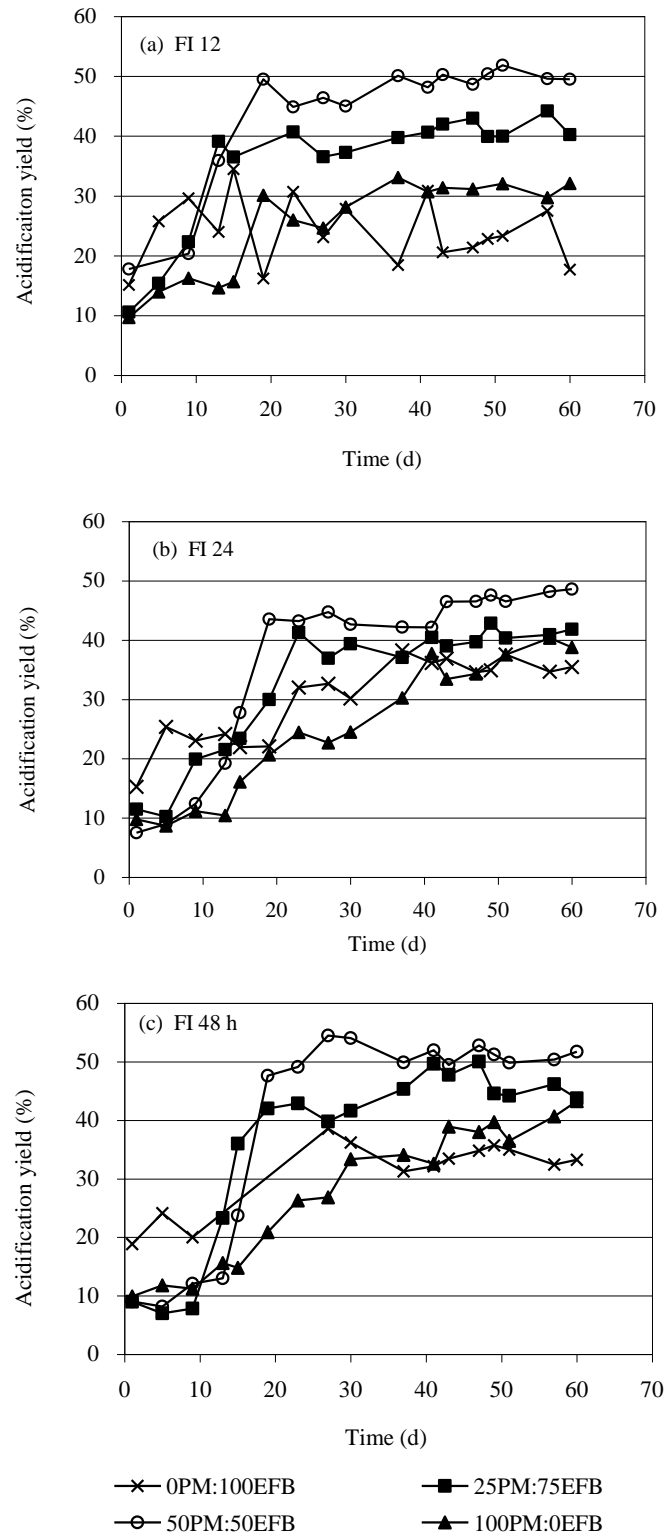 (a) FI 12
Acidificaiton yield (%)
60
50
40
30
20
10
0
0 10 20 30 40 50 60 70
Time (d)
(b) FI 24
Acidification yield (%)
60
50
40
30
20
10
0
0 10 20 30 40 50 60 70
Time (d)
(c) FI 48 h
Acidification yield (%)
60
50
40
30
20
10
0
0 10 20 30 40 50 60 70
Time (d)
0PM:100EFB 25PM:75EFB
50PM:50EFB 100PM:0EFB